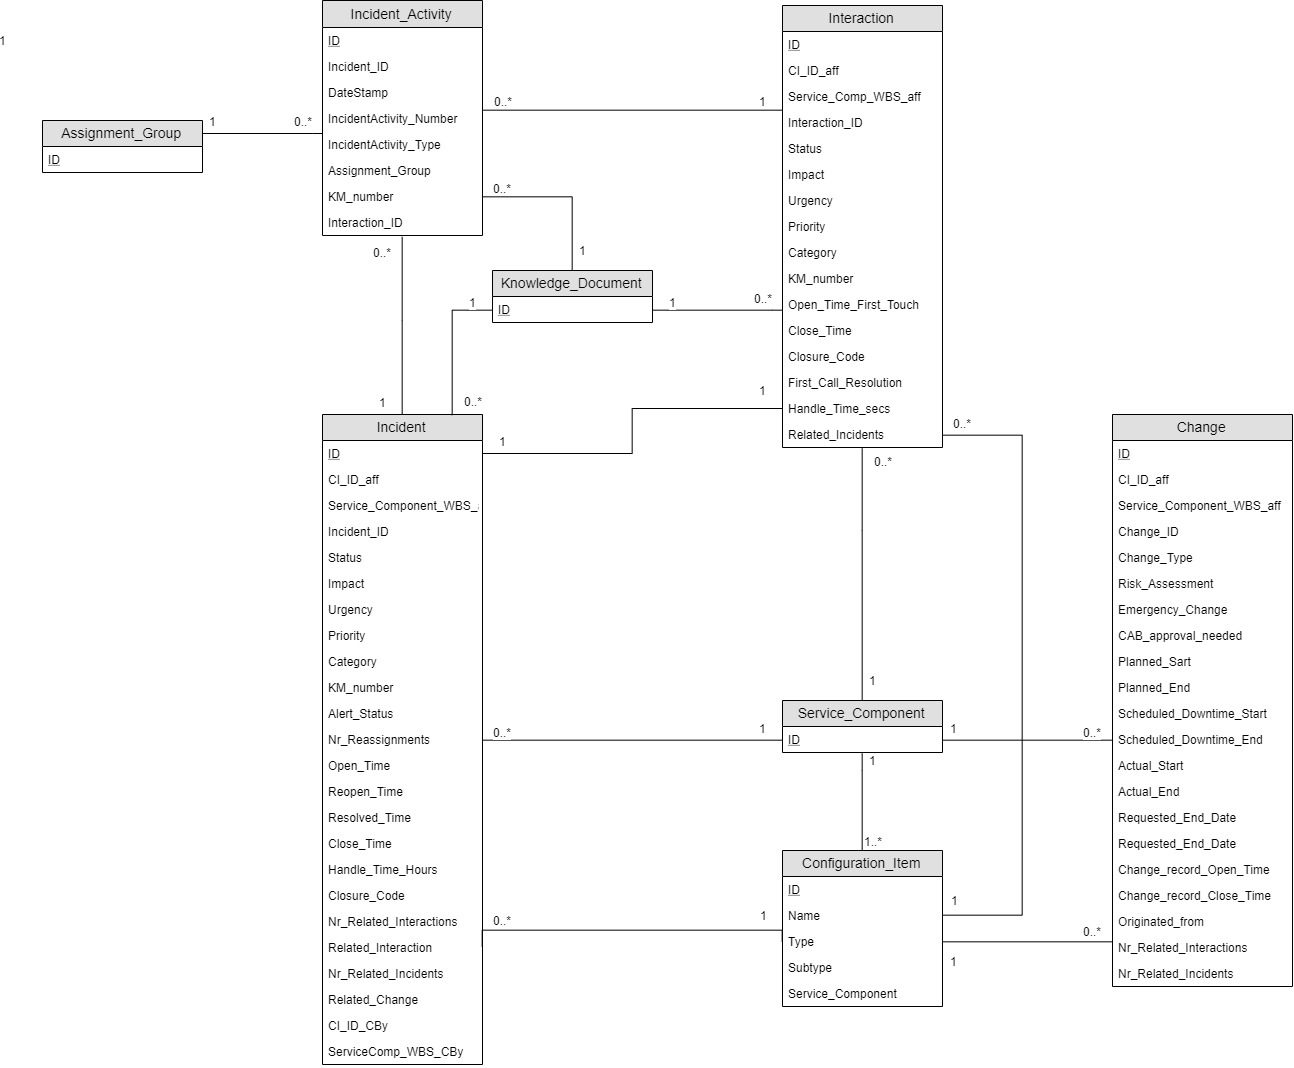 1
Assignment_Group
ID
1
0..*
Incident_Activity
ID
Incident_ID
DateStamp
IncidentActivity_Number
IncidentActivity_Type
Assignment_Group
KM_number
Interaction_ID
0..*
1
0..*
1
0..*
1
Knowledge_Document
ID
1
0..*
1
0..*
Interaction
ID
CI_ID_aff
Service_Comp_WBS_aff
Interaction_ID
Status
Impact
Urgency
Priority
Category
KM_number
Open_Time_First_Touch
Close_Time
Closure_Code
First_Call_Resolution
Handle_Time_secs
Related_Incidents
1
1
0..*
1
0..*
1
Incident
ID
CI_ID_aff
Service_Component_WBS_
Incident_ID
Status
Impact
Urgency
Priority
Category
KM_number
Alert_Status
Nr_Reassignments
Open_Time
Reopen_Time
Resolved_Time
Close_Time
Handle_Time_Hours
Closure_Code
Nr_Related_Interactions
Related_Interaction
Nr_Related_Incidents
Related_Change
CI_ID_CBy
ServiceComp_WBS_CBy
0..*
1
0..*
1
Service_Component
ID
1
0..*
1
1..*
Configuration_Item
ID
Name
Type
Subtype
Service_Component
1
0..*
Change
ID
CI_ID_aff
Service_Component_WBS_aff
Change_ID
Change_Type
Risk_Assessment
Emergency_Change
CAB_approval_needed
Planned_Sart
Planned_End
Scheduled_Downtime_Start
Scheduled_Downtime_End
Actual_Start
Actual_End
Requested_End_Date
Requested_End_Date
Change_record_Open_Time
Change_record_Close_Time
Originated_from
Nr_Related_Interactions
Nr_Related_Incidents